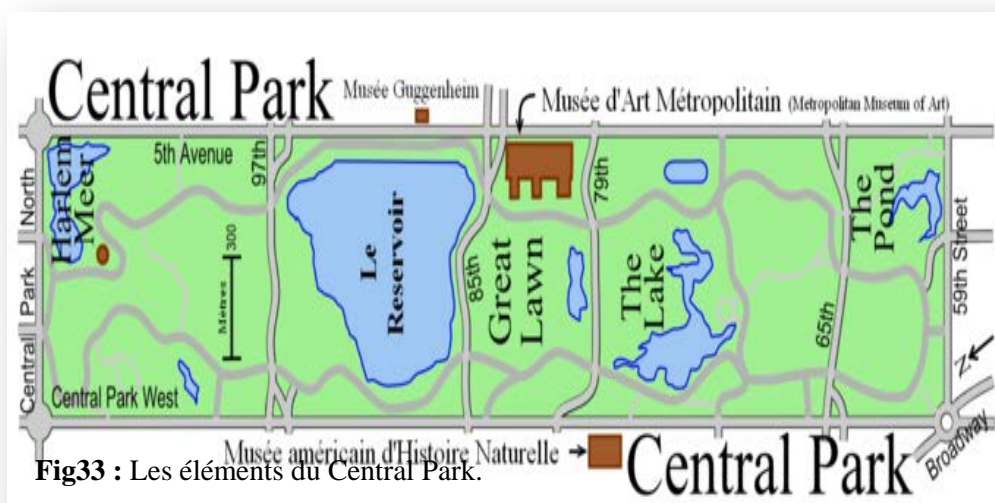 Central Park
Musée Guggenheim
Musée d'Art Métropolitain (Metropolitan Museum of Art)
5th Avenue
97th
79th
Harlem
Meer
Central Park North
300
Mètres
Le
Reservoir
85th
Great
Lawn
The
Lake
65th
The
Pond
59th Street
N
Central Park West
Broadway
Musée américain d'Histoire Naturelle
Central Park
Fig33 : Les éléments du Central Park.